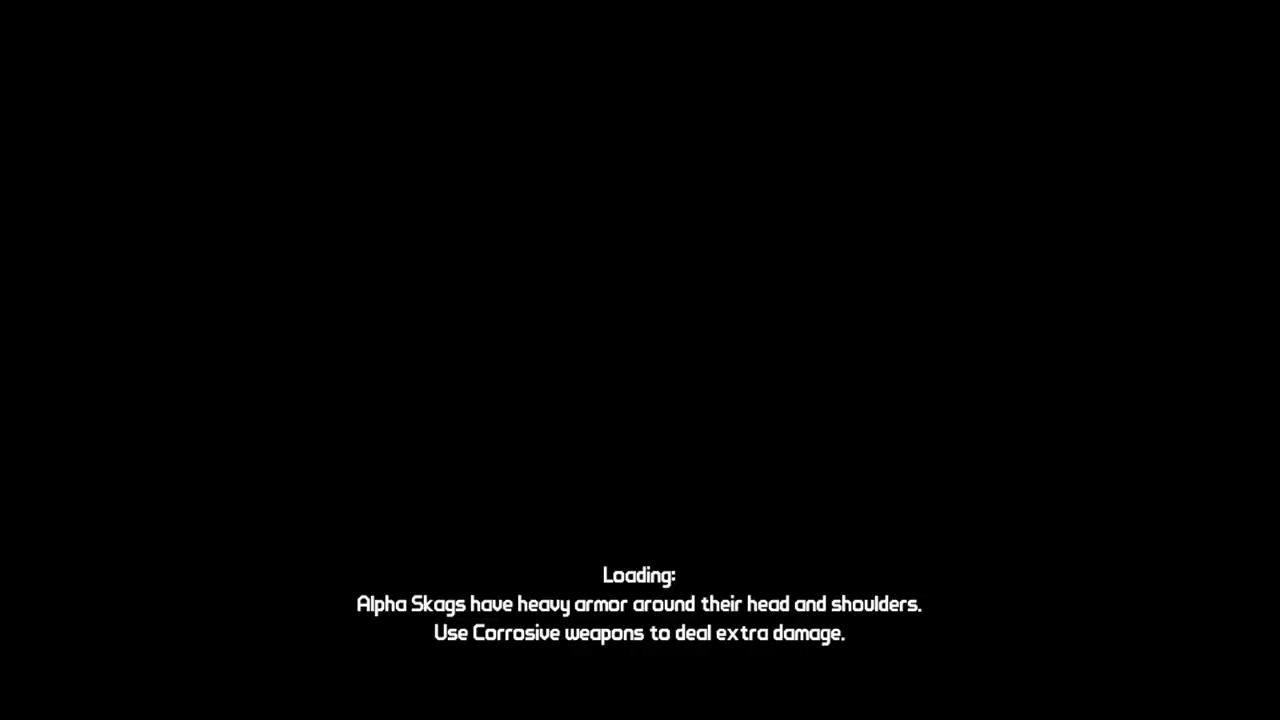 Loading:
Alpha Skags have heavy armor around their head and shoulders.
Use Corrosive weapons to deal extra damage.